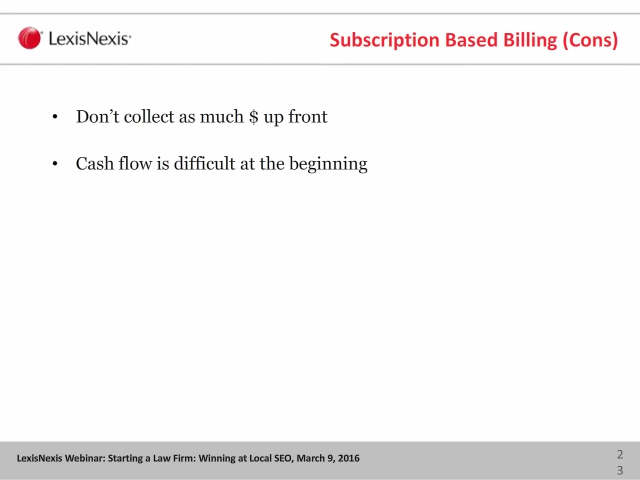 LexisNexis®
Subscription Based Billing (Cons)
• Don’t collect as much $ up front
• Cash flow is difficult at the beginning
LexisNexis Webinar: Starting a Law Firm: Winning at Local SEO, March 9, 2016
2
3